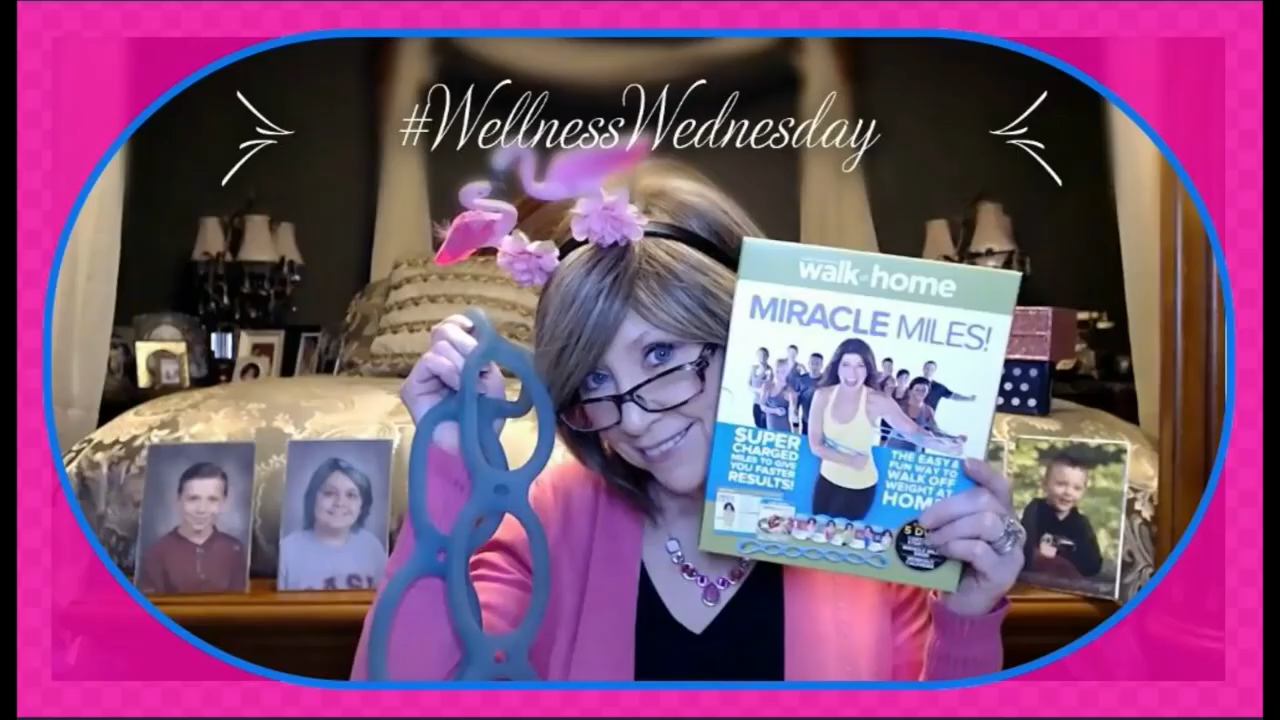 #WellnessWednesday
walk at home
MIRACLE MILES!
SUPER
CHARGED
MILES TO GIVE
YOU FASTER
RESULTS!
THE EASY &
FUN WAY TO
WALK OFF
WEIGHT AT
HOME
5 D